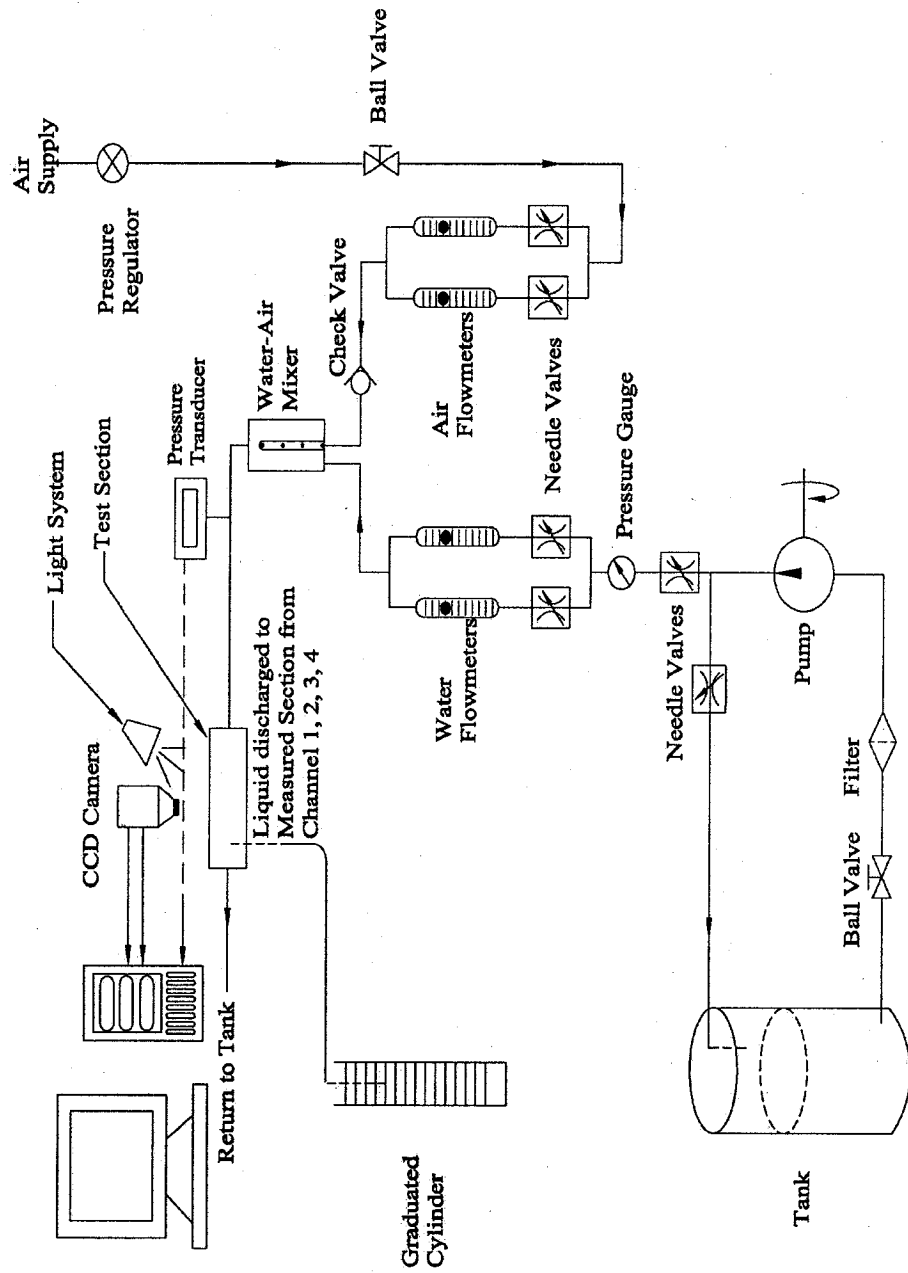 Air
Supply
Pressure
Regulator
Ball Valve
Light System
Test Section
Pressure
Transducer
Water-Air
Mixer
Check Valve
CCD Camera
Liquid discharged to
Measured Section from
Channel 1, 2, 3, 4
Air
Flowmeters
Needle Valves
Return to Tank
Water
Flowmeters
Pressure Gauge
Graduated
Cylinder
Needle Valves
Pump
Filter
Ball Valve
Tank